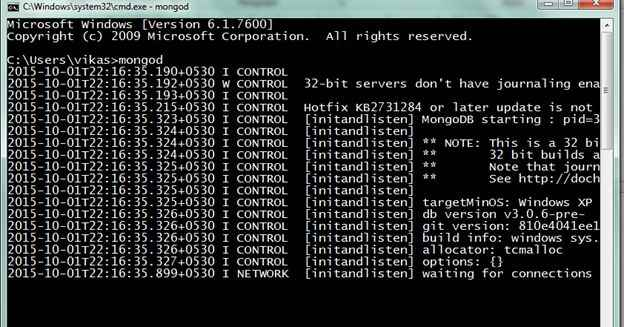 C:\Windows\system32\cmd.exe - mongod
Microsoft Windows [Version 6.1.7600]
Copyright (c) 2009 Microsoft Corporation.  All rights reserved.
C:\Users\vikas>mongod
2015-10-01T22:16:35.190+0530 I CONTROL
2015-10-01T22:16:35.192+0530 W CONTROL  32-bit servers don't have journaling ena
2015-10-01T22:16:35.193+0530 I CONTROL
2015-10-01T22:16:35.215+0530 I CONTROL  Hotfix KB2731284 or later update is not
2015-10-01T22:16:35.323+0530 I CONTROL  [initandlisten] MongoDB starting : pid=3
2015-10-01T22:16:35.324+0530 I CONTROL  [initandlisten]
2015-10-01T22:16:35.324+0530 I CONTROL  [initandlisten] ** NOTE: This is a 32 bi
2015-10-01T22:16:35.324+0530 I CONTROL  [initandlisten] **       32 bit builds a
2015-10-01T22:16:35.324+0530 I CONTROL  [initandlisten] **       Note that journ
2015-10-01T22:16:35.325+0530 I CONTROL  [initandlisten] **       See http://doch
2015-10-01T22:16:35.325+0530 I CONTROL  [initandlisten]
2015-10-01T22:16:35.325+0530 I CONTROL  [initandlisten] targetMinOS: Windows XP
2015-10-01T22:16:35.326+0530 I CONTROL  [initandlisten] db version v3.0.6-pre-
2015-10-01T22:16:35.326+0530 I CONTROL  [initandlisten] git version: 810e4041ee1
2015-10-01T22:16:35.326+0530 I CONTROL  [initandlisten] build info: windows sys.
2015-10-01T22:16:35.326+0530 I CONTROL  [initandlisten] allocator: tcmalloc
2015-10-01T22:16:35.327+0530 I CONTROL  [initandlisten] options: {}
2015-10-01T22:16:35.899+0530 I NETWORK  [initandlisten] waiting for connections